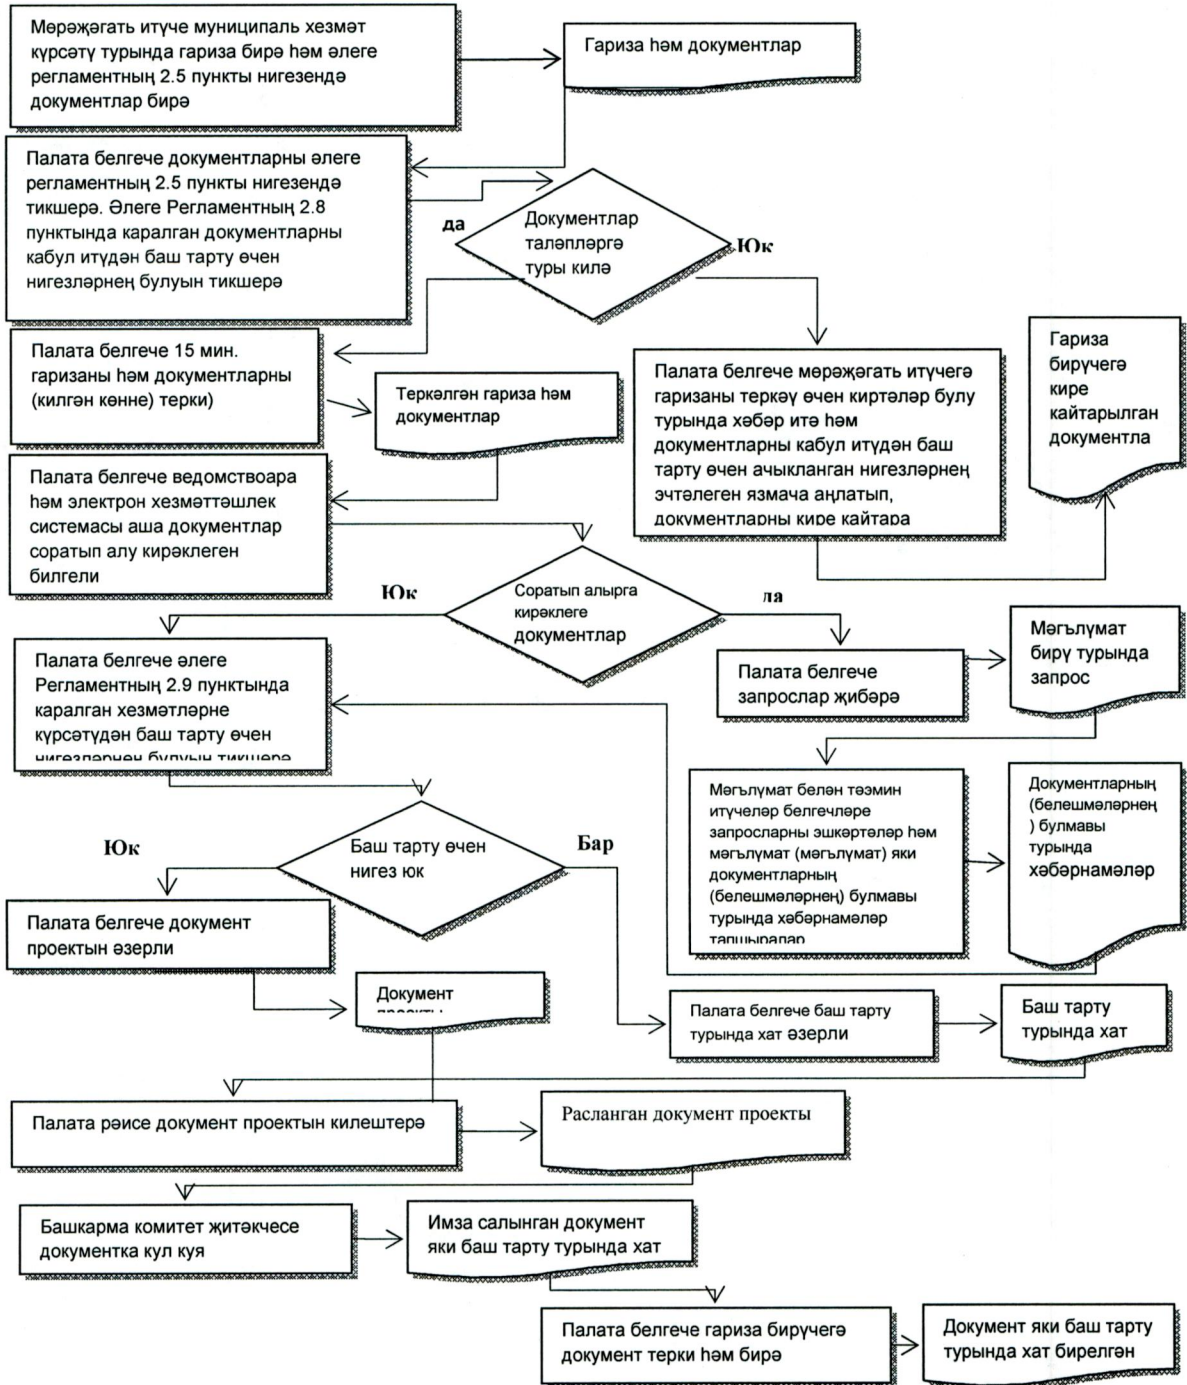 Мөрәҗәгать итүче муниципаль хезмәт
күрсәтү турында гариза бирә һәм әлеге
регламентның 2.5 пункты нигезендә
документлар бирә
Гариза һәм документлар
Палата белгече документларны әлеге
регламентның 2.5 пункты нигезендә
тикшерә. Әлеге Регламентның 2.8
пунктында каралган документларны
кабул итүдән баш тарту өчен
нигезләрнең булуын тикшерә
да
Документлар
таләпләргә
туры килә
Юк
Палата белгече 15 мин.
гаризаны һәм документларны
(килгән көнне) терки)
Теркәлгән гариза һәм
документлар
Палата белгече мөрәҗәгать итүчегә
гаризаны теркәү өчен киртәләр булу
турында хәбәр итә һәм
документларны кабул итүдән баш
тарту өчен ачыкланган нигезләрнең
эчтәлеген язмача аңлатып,
документларны кире кайтара
Гариза
бирүчегә
кире
кайтарылган
документла
Палата белгече ведомствоара
һәм электрон хезмәттәшлек
системасы аша документлар
соратып алу кирәклеген
билгели
Юк
Соратып алырга
кирәклеге
документлар
да
Палата белгече әлеге
Регламентның 2.9 пунктында
каралган хезмәтләрне
күрсәтүдән баш тарту өчен
нигезләрнең булуын тикшерә
Палата белгече
запрослар җибәрә
Мәгълүмат
бирү турында
запрос
Мәгълүмат белән тәэмин
итүчеләр белгечләре
запросларны эшкәртәләр һәм
мәгълүмат (мәгълүмат) яки
документларның
(белешмәләрнең) булмавы
турында хәбәрнамәләр
тапшыралар
Документларның
(белешмәләрнең
) булмавы
турында
хәбәрнамәләр
Юк
Баш тарту өчен
нигез юк
Бар
Палата белгече документ
проектын әзерли
Документ
проекты
Палата белгече баш тарту
турында хат әзерли
Баш тарту
турында хат
Палата рәисе документ проектын килештерә
Расланган документ проекты
Башкарма комитет җитәкчесе
документка кул куя
Имза салынган документ
яки баш тарту турында хат
Палата белгече гариза бирүчегә
документ терки һәм бирә
Документ яки баш тарту
турында хат бирелгән